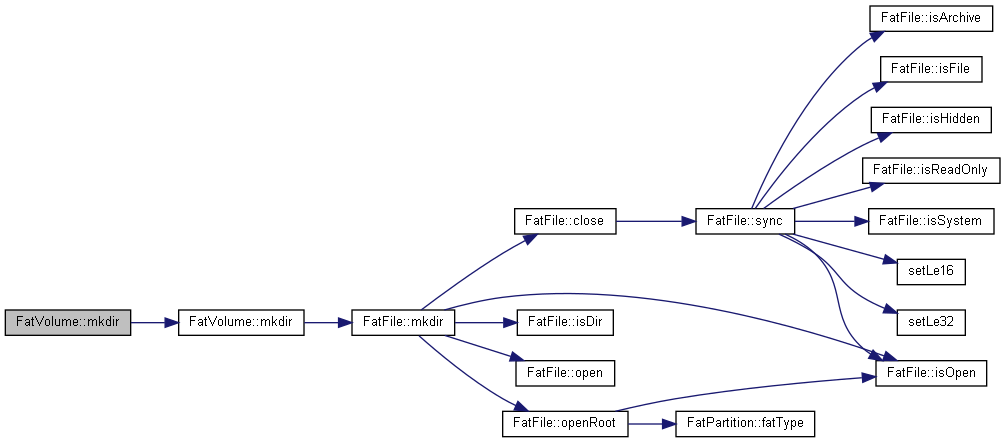 FatFile::isArchive
FatFile::isFile
FatFile::isHidden
FatFile::isReadOnly
FatFile::close
FatFile::sync
FatFile::isSystem
setLe16
FatVolume::mkdir
FatVolume::mkdir
FatFile::mkdir
FatFile::isDir
setLe32
FatFile::open
FatFile::isOpen
FatFile::openRoot
FatPartition::fatType